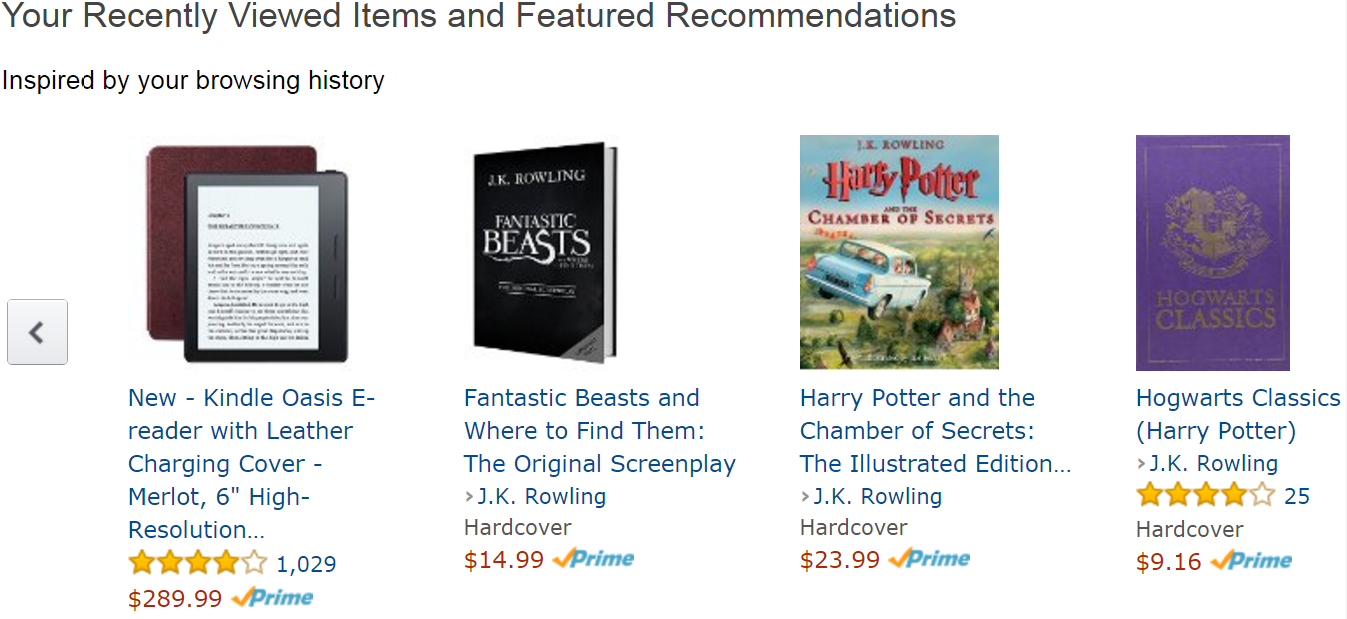 Your Recently Viewed Items and Featured Recommendations
Inspired by your browsing history
J.K. ROWLING
FANTASTIC
BEASTS
J.K. ROWLING
Harry Potter
AND THE
CHAMBER OF SECRETS
HOGWARTS
CLASSICS
New - Kindle Oasis E-
reader with Leather
Charging Cover -
Merlot, 6" High-
Resolution...
1,029
$289.99 Prime
Fantastic Beasts and
Where to Find Them:
The Original Screenplay
› J.K. Rowling
Hardcover
$14.99 Prime
Harry Potter and the
Chamber of Secrets:
The Illustrated Edition...
› J.K. Rowling
Hardcover
$23.99 Prime
Hogwarts Classics
(Harry Potter)
› J.K. Rowling
25
Hardcover
$9.16 Prime